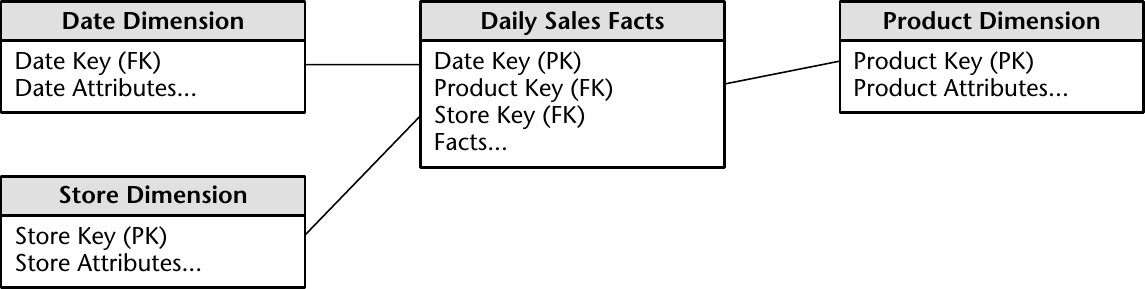 Date Dimension
Date Key (FK)
Date Attributes...
Daily Sales Facts
Date Key (PK)
Product Key (FK)
Store Key (FK)
Facts...
Product Dimension
Product Key (PK)
Product Attributes...
Store Dimension
Store Key (PK)
Store Attributes...